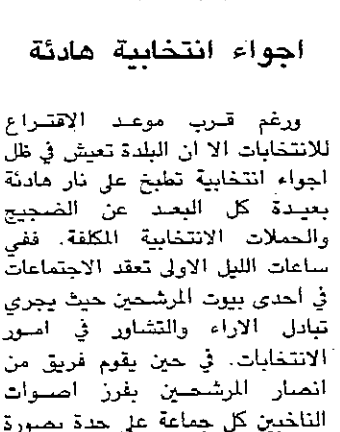 اجواء انتخابية هادئة
ورغم قرب موعد الاقتراع
للانتخابات الا ان البلدة تعيش في ظل
اجواء انتخابية تطبخ على نار هادئة
بعيدة كل البعد عن الضجيج
والحملات الانتخابية المكلفة. ففي
ساعات الليل الاولى تعقد الاجتماعات
في أحدى بيوت المرشحين حيث يجري
تبادل الاراء والتشاور في امور
الانتخابات. في حين يقوم فريق من
انصار المرشحين بفرز اصوات
الناخبين كل جماعة على حدة بصورة